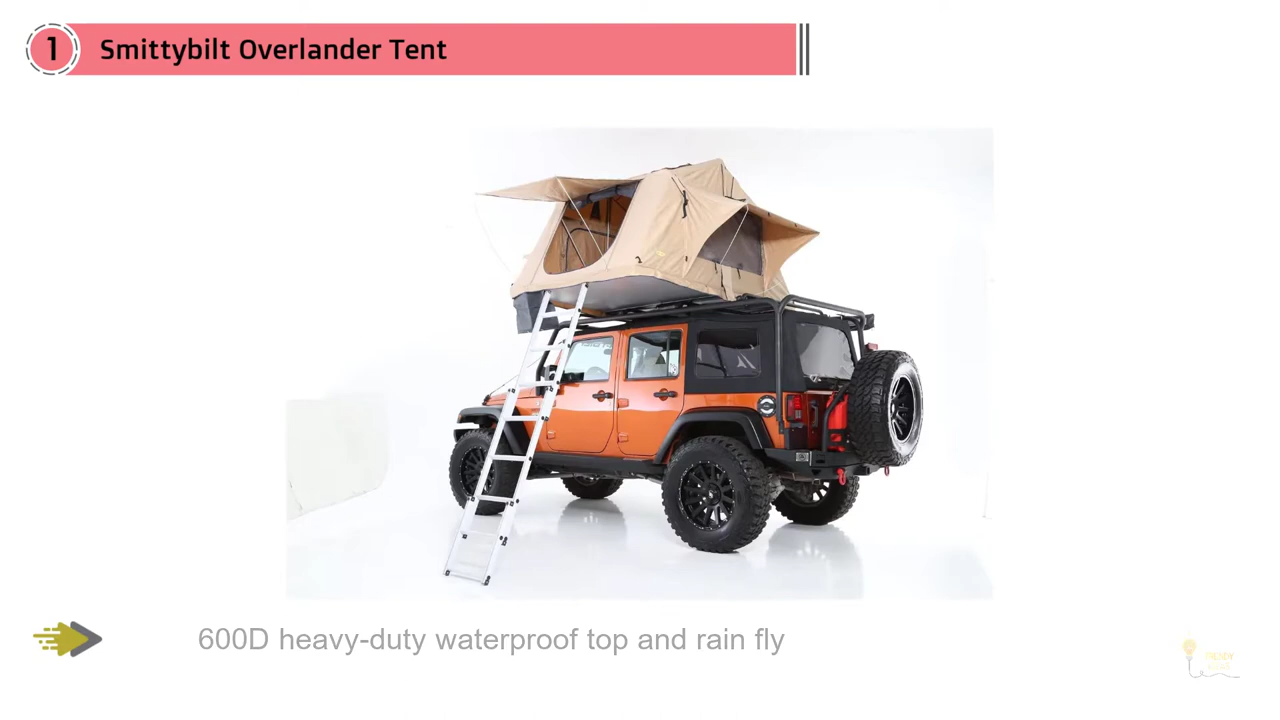 1
Smittybilt Overlander Tent
600D heavy-duty waterproof top and rain fly